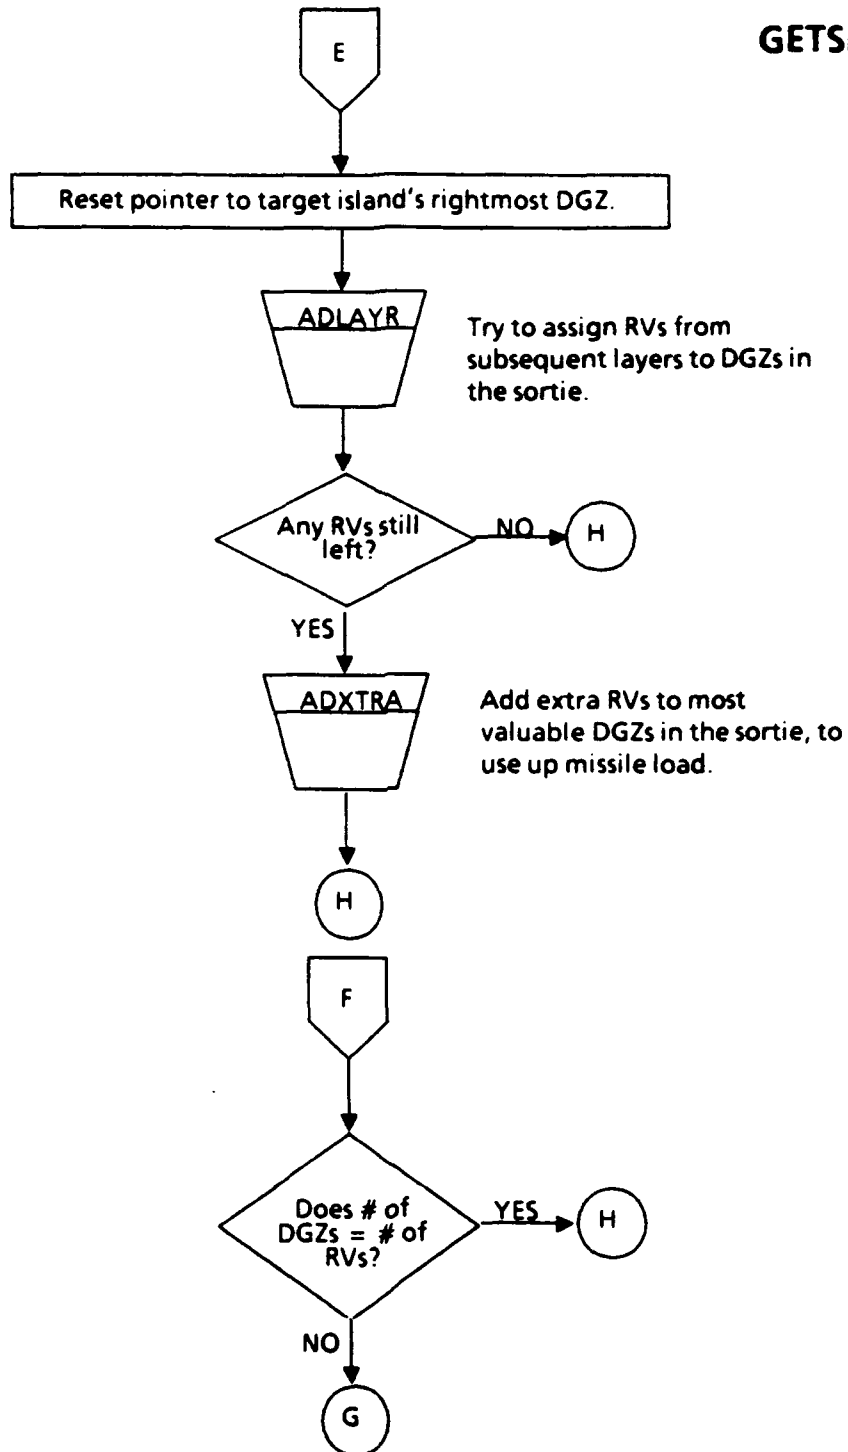 GETS
E
Reset pointer to target island's rightmost DGZ.
ADLAYR
Try to assign RVs from
subsequent layers to DGZs in
the sortie.
Any RVs still
left?
NO
H
YES
ADXTRA
Add extra RVs to most
valuable DGZs in the sortie, to
use up missile load.
H
F
Does # of
DGZs = # of
RVs?
YES
H
NO
G